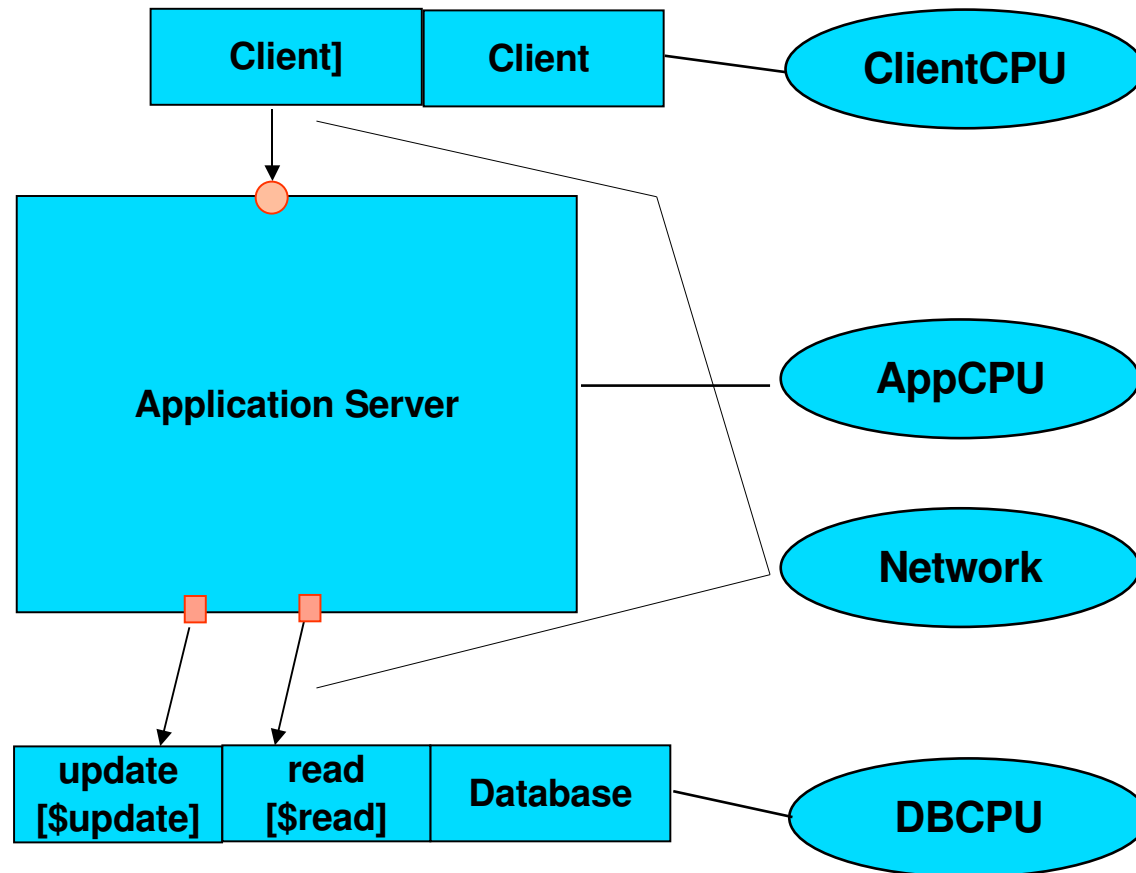 Client]
Client
ClientCPU
Application Server
AppCPU
Network
update
[$update]
read
[$read]
Database
DBCPU